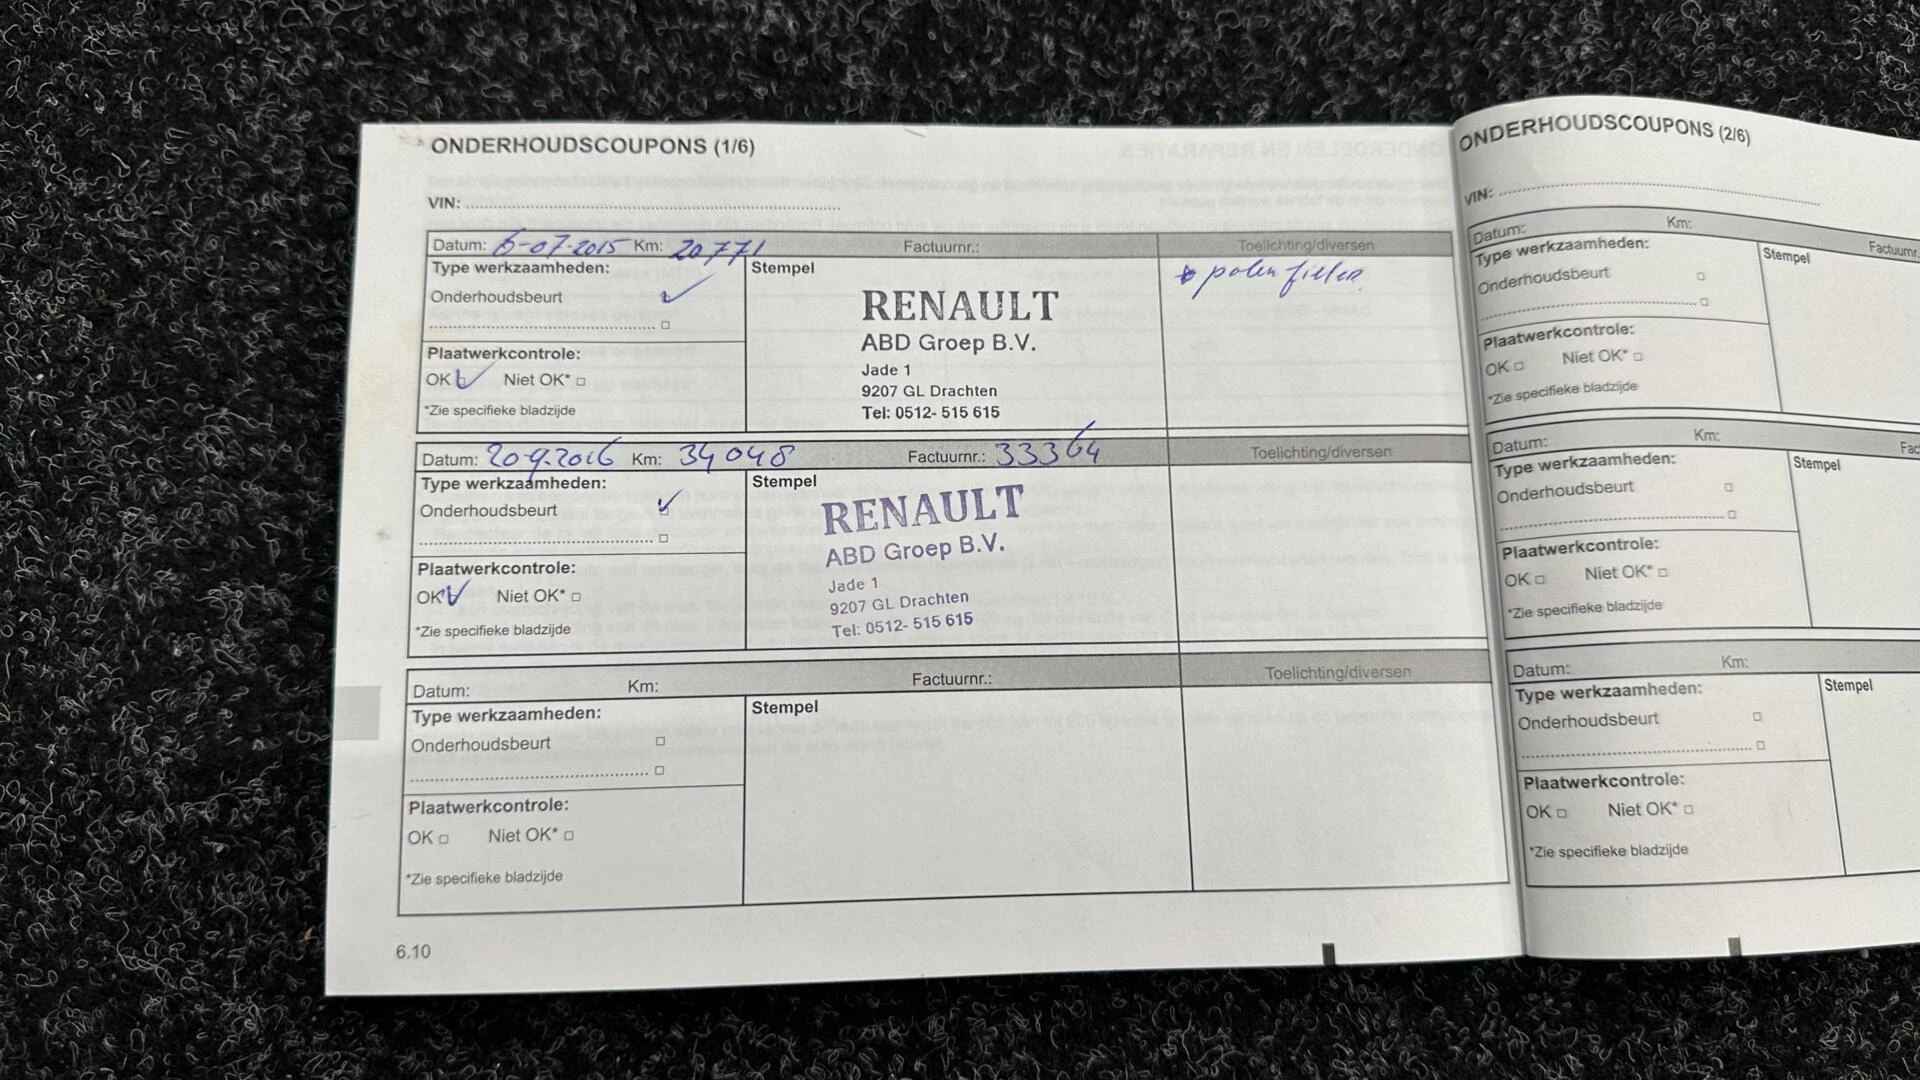 ONDERHOUDSCOUPONS (1/6)
VIN:
Datum: 6-07-2015 Km: 20771 Factuurnr.: Toelichting/diversen
Type werkzaamheden: Stempel
+ polen filter
Onderhoudsbeurt
RENAULT
ABD Groep B.V.
Jade 1
9207 GL Drachten
Tel: 0512- 515 615
Plaatwerkcontrole:
OK Niet OK*
*Zie specifieke bladzijde
Datum: 20-9-2016 Km: 34048 Factuurnr.: 33364 Toelichting/diversen
Type werkzaamheden: Stempel
Onderhoudsbeurt
RENAULT
ABD Groep B.V.
Jade 1
9207 GL Drachten
Tel: 0512- 515 615
Plaatwerkcontrole:
OK Niet OK*
*Zie specifieke bladzijde
Datum: Km: Factuurnr.: Toelichting/diversen
Type werkzaamheden: Stempel
Onderhoudsbeurt
Plaatwerkcontrole:
OK Niet OK*
*Zie specifieke bladzijde
6.10
ONDERHOUDSCOUPONS (2/6)
VIN:
Datum: Km: Factuurnr.
Type werkzaamheden: Stempel
Onderhoudsbeurt
Plaatwerkcontrole:
OK Niet OK*
*Zie specifieke bladzijde
Datum: Km: Fac
Type werkzaamheden: Stempel
Onderhoudsbeurt
Plaatwerkcontrole:
OK Niet OK*
*Zie specifieke bladzijde
Datum: Km:
Type werkzaamheden: Stempel
Onderhoudsbeurt
Plaatwerkcontrole:
OK Niet OK*
*Zie specifieke bladzijde